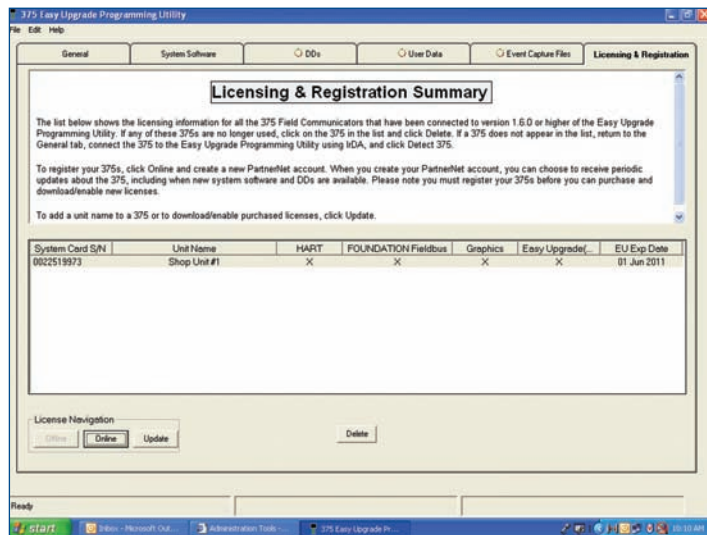 375 Easy Upgrade Programming Utility
File Edit Help
General System Software DDs User Data Event Capture Files Licensing & Registration
Licensing & Registration Summary
The list below shows the licensing information for all the 375 Field Communicators that have been connected to version 1.6.0 or higher of the Easy Upgrade
Programming Utility. If any of these 375s are no longer used, click on the 375 in the list and click Delete. If a 375 does not appear in the list, return to the
General tab, connect the 375 to the Easy Upgrade Programming Utility using IrDA, and click Detect 375.
To register your 375s, click Online and create a new PartnerNet account. When you create your PartnerNet account, you can choose to receive periodic
updates about the 375, including when new system software and DDs are available. Please note you must register your 375s before you can purchase and
download/enable new licenses.
To add a unit name to a 375 or to download/enable purchased licenses, click Update.
System Card S/N Unit Name HART FOUNDATION Fieldbus Graphics Easy Upgrade(... EU Exp Date
0022519973 Shop Unit #1 X X X X 01 Jun 2011
License Navigation
Offline Online Update Delete
Ready
start Inbox - Microsoft Out... Administration Tools -... 375 Easy Upgrade Pr... 10:10 AM